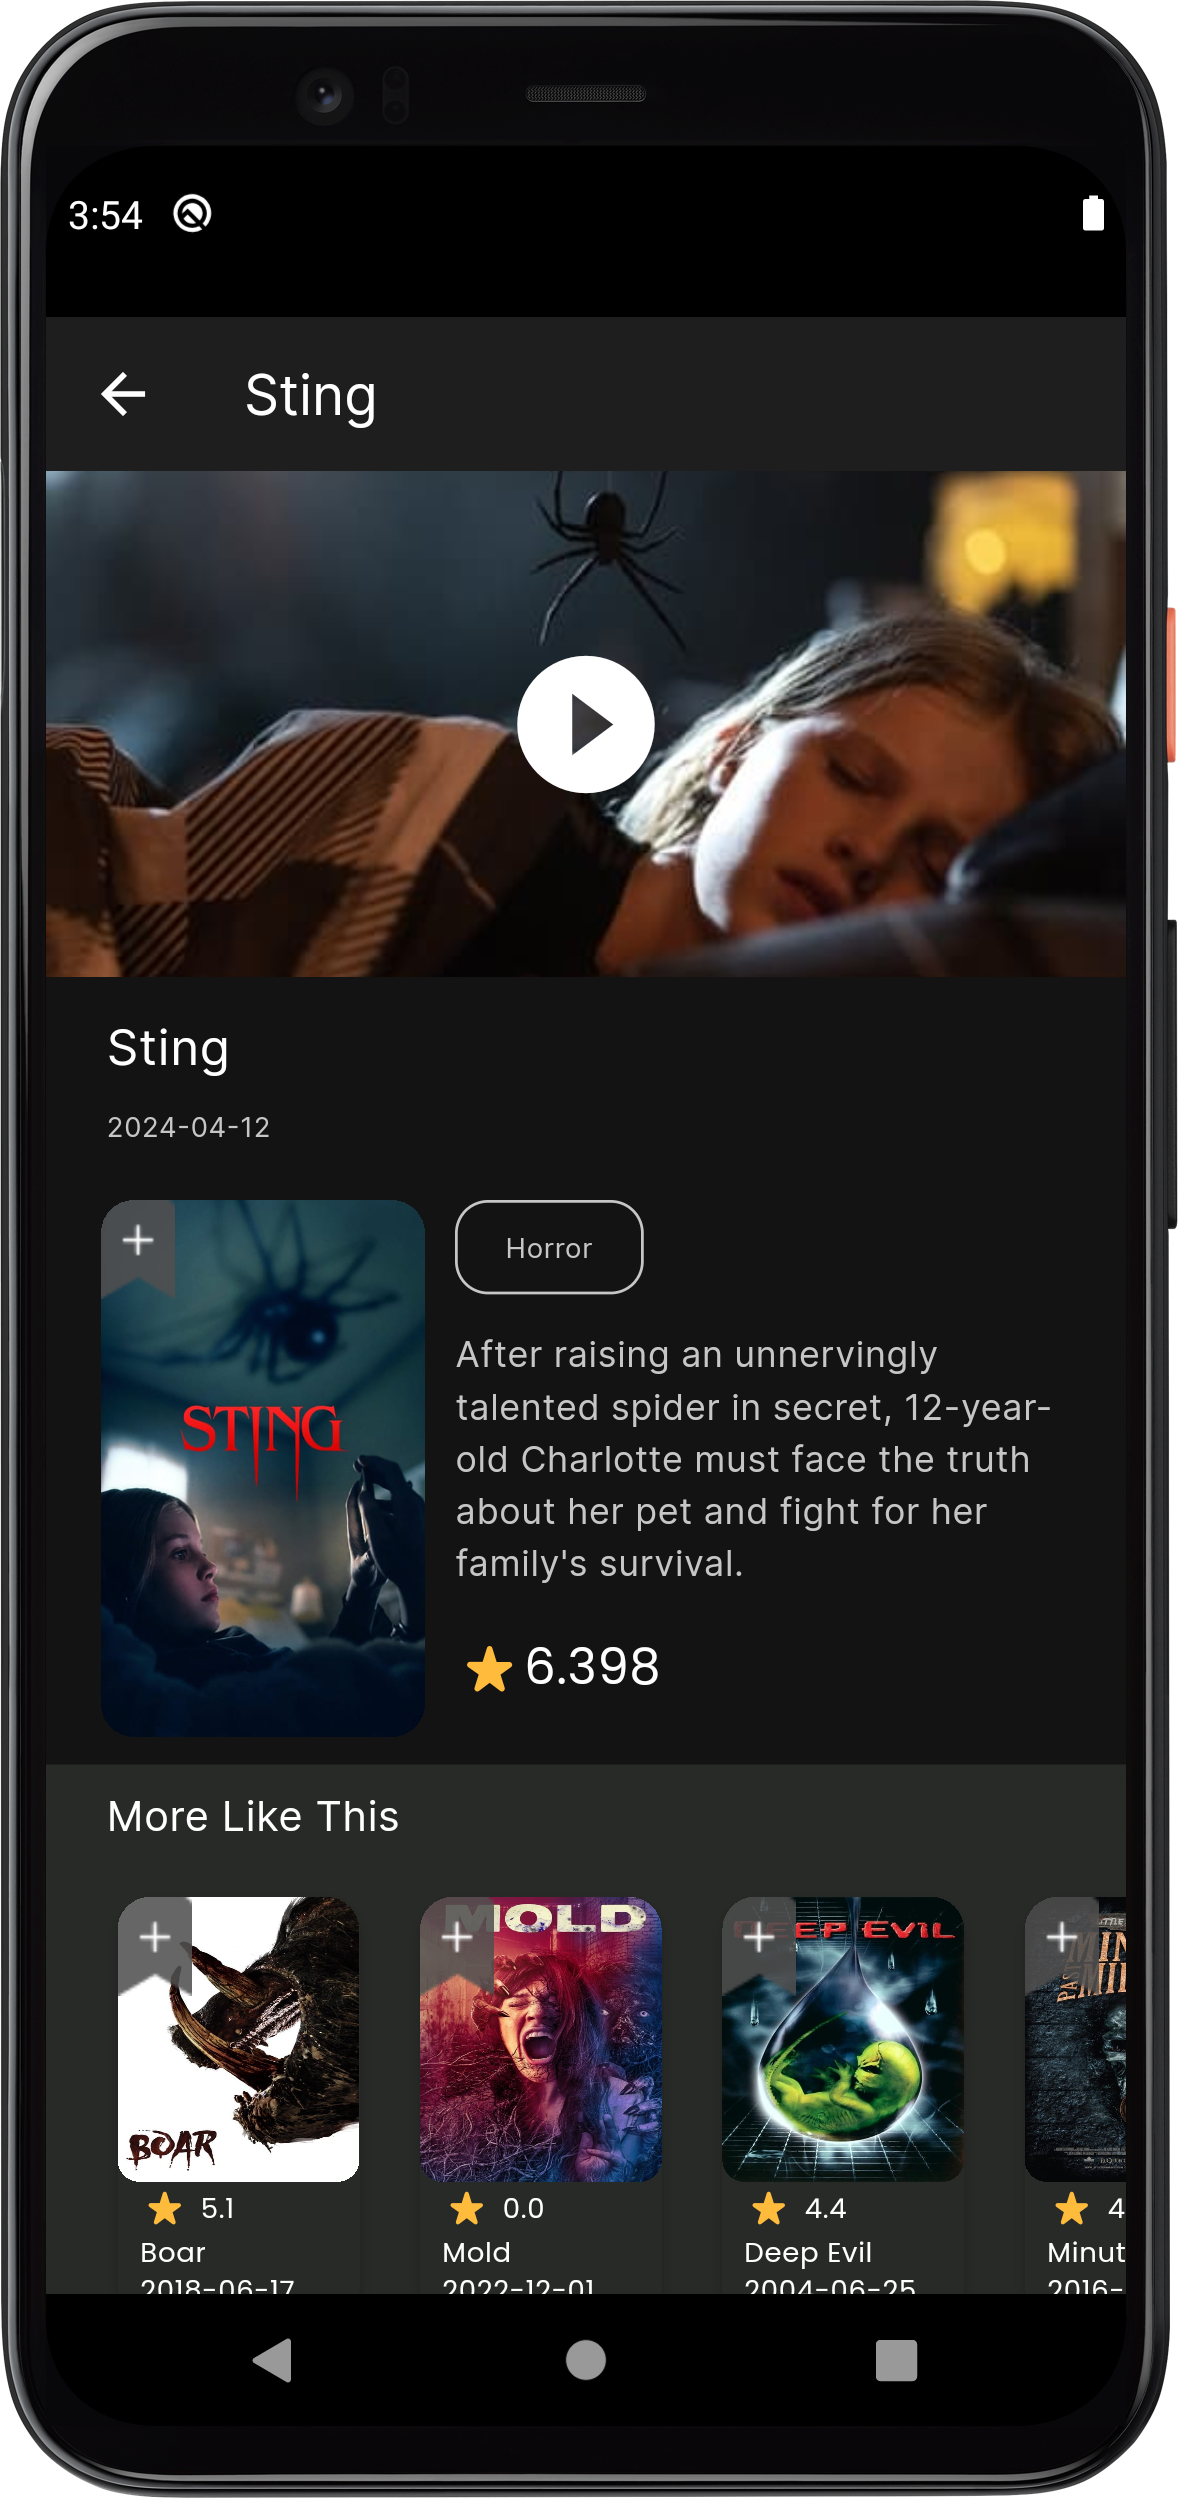 3:54
Sting
Sting
2024-04-12
Horror
After raising an unnervingly
talented spider in secret, 12-year-
old Charlotte must face the truth
about her pet and fight for her
family's survival.
STING
6.398
More Like This
BOAR
MOLD
DEEP EVIL
5.1
0.0
4.4
4
Boar
Mold
Deep Evil
Minut
2018-06-17
2022-12-01
2004-06-25
2016-